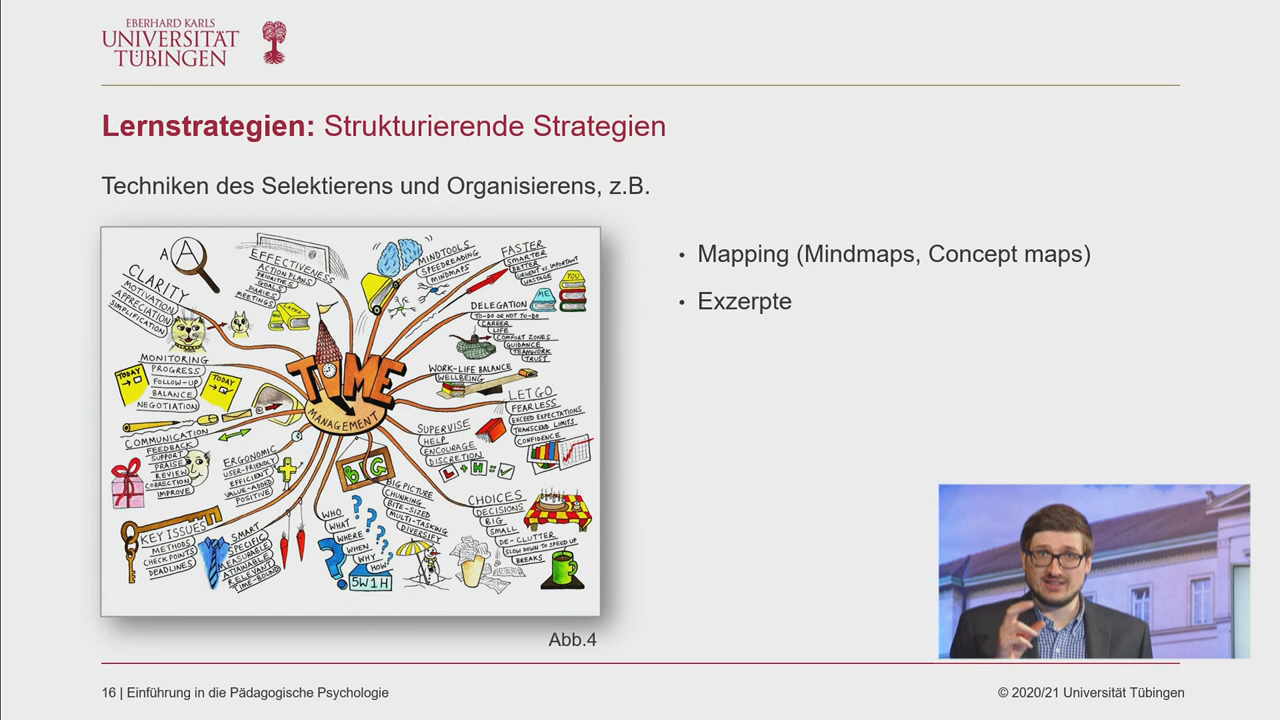 EBERHARD KARLS
UNIVERSITÄT
TÜBINGEN
Lernstrategien: Strukturierende Strategien
Techniken des Selektierens und Organisierens, z.B.
• Mapping (Mindmaps, Concept maps)
• Exzerpte
A A
CLARITY
MOTIVATION
APPRECIATION
SIMPLIFICATION
EFFECTIVENESS
ACTION PLANS
PRIORITIES
GOALS
DIARIES
MEETINGS
MINDTOOLS
SPEEDREADING
MINDMAPS
FASTER
SMARTER
BETTER
URGENT VS IMPORTANT
WASTAGE
YOU
ME
DELEGATION
TO-DO OR NOT TO-DO
CAREER
LIFE
COMFORT ZONES
GUIDANCE
TEAMWORK
TRUST
MONITORING
PROGRESS
FOLLOW-UP
BALANCE
NEGOTIATION
TODAY
TODAY
TIME
MANAGEMENT
WORK-LIFE BALANCE
WELLBEING
LET GO
FEARLESS
EXCEED EXPECTATIONS
TRANSCEND LIMITS
CONFIDENCE
COMMUNICATION
FEEDBACK
SUPPORT
PRAISE
REVIEW
CORRECTION
IMPROVE
ERGONOMIC
USER-FRIENDLY
EFFICIENT
VALUE-ADDED
POSITIVE
SUPERVISE
HELP
ENCOURAGE
DISCRETION
L + H =
BIG
BIG PICTURE
CHUNKING
BITE-SIZED
MULTI-TASKING
DIVERSIFY
CHOICES
DECISIONS
BIG
SMALL
DE-CLUTTER
SLOW DOWN TO SPEED UP
BREAKS
KEY ISSUES
METHODS
CHECKPOINTS
DEADLINES
SMART
SPECIFIC
MEASURABLE
ATTAINABLE
RELEVANT
TIME-BOUND
WHO
WHAT
WHERE
WHEN
WHY
HOW
5W1H
Abb.4
16 | Einführung in die Pädagogische Psychologie
© 2020/21 Universität Tübingen